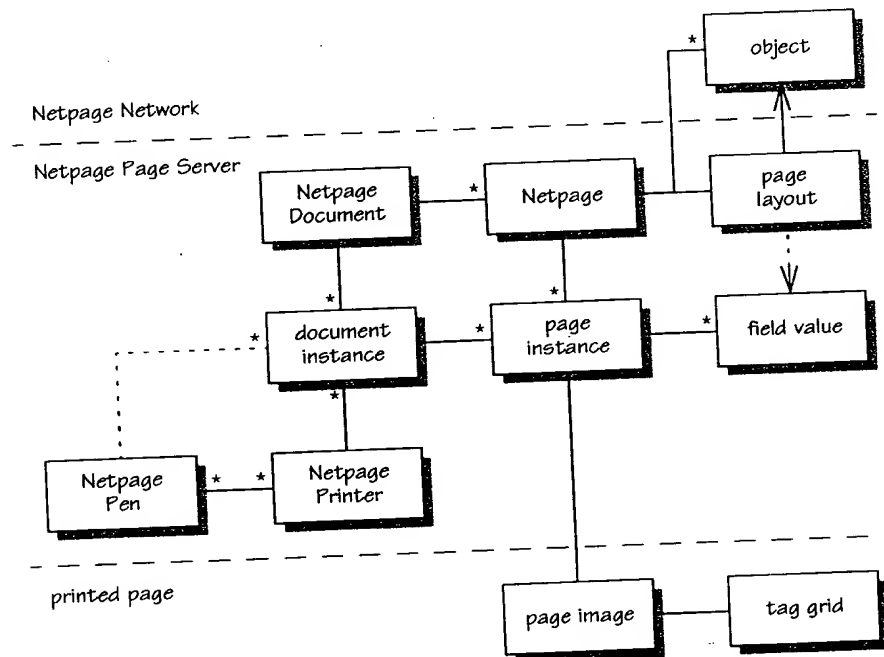 *
object
Netpage Network
Netpage Page Server
Netpage
Document
*
Netpage
page
layout
*
*
*
document
instance
*
page
instance
*
field value
*
Netpage
Pen
*
*
Netpage
Printer
printed page
page image
tag grid